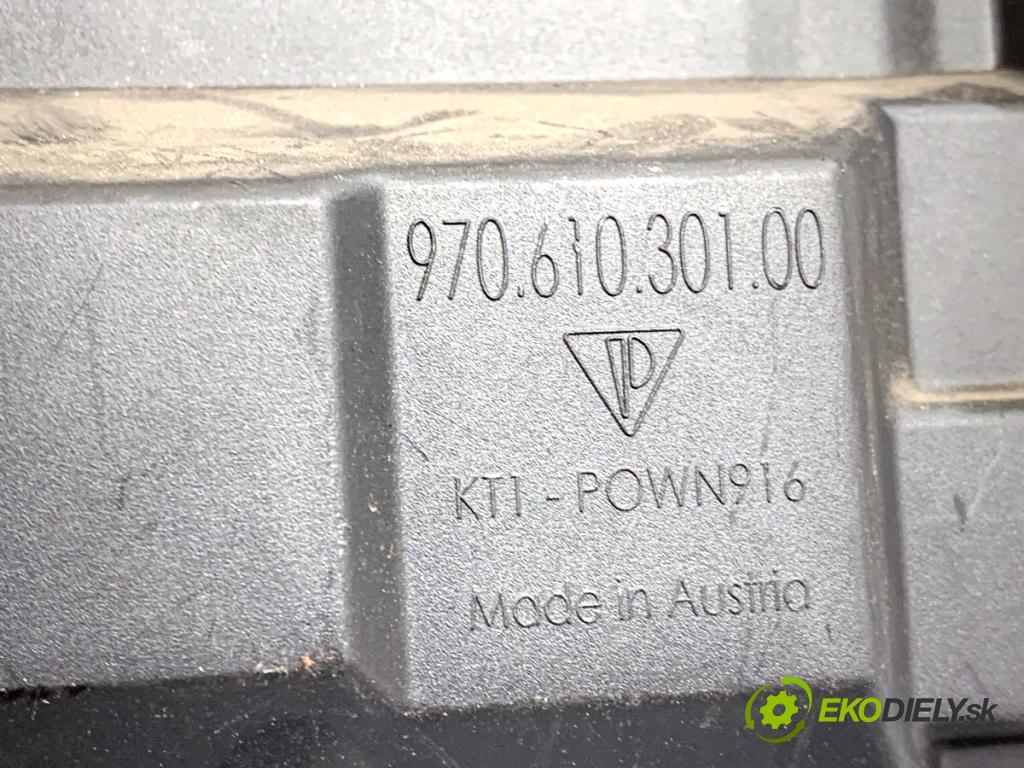 970.610.301.00
KT1 - POWN916
Made in Austria
EKODIELY.sk